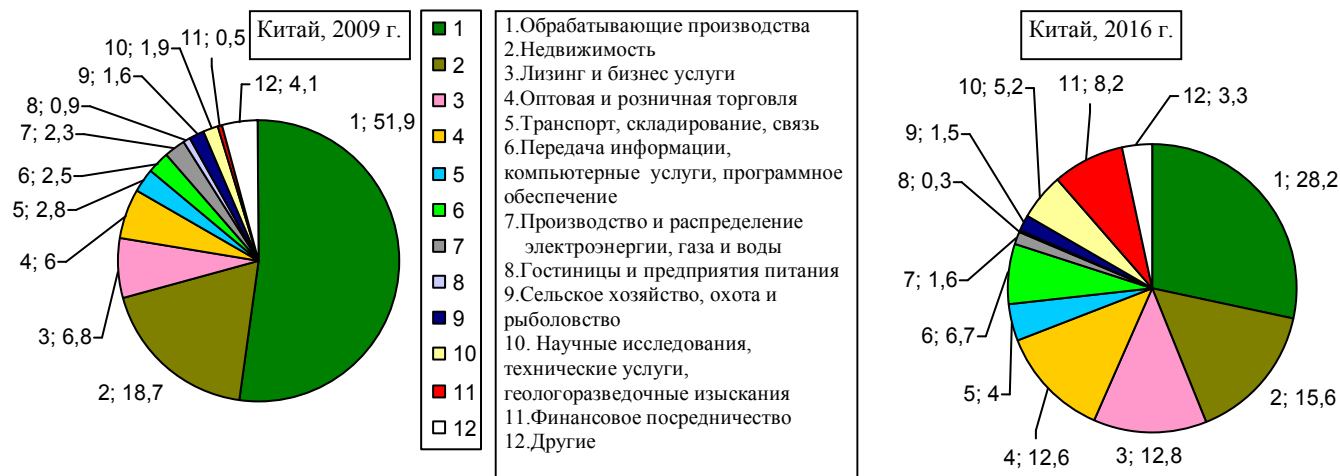 Китай, 2009 г.
10; 1,9
11; 0,5
9; 1,6
12; 4,1
8; 0,9
1; 51,9
7; 2,3
6; 2,5
5; 2,8
4; 6
3; 6,8
2; 18,7
1
2
3
4
5
6
7
8
9
10
11
12
1.Обрабатывающие производства
2.Недвижимость
3.Лизинг и бизнес услуги
4.Оптовая и розничная торговля
5.Транспорт, складирование, связь
6.Передача информации,
компьютерные услуги, программное
обеспечение
7.Производство и распределение
электроэнергии, газа и воды
8.Гостиницы и предприятия питания
9.Сельское хозяйство, охота и
рыболовство
10. Научные исследования,
технические услуги,
геологоразведочные изыскания
11.Финансовое посредничество
12.Другие
Китай, 2016 г.
10; 5,2
11; 8,2
12; 3,3
9; 1,5
8; 0,3
1; 28,2
7; 1,6
6; 6,7
5; 4
2; 15,6
4; 12,6
3; 12,8